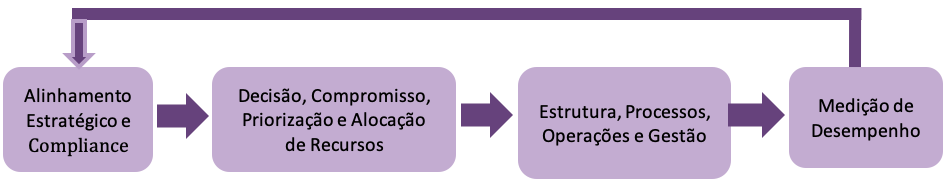 Alinhamento
Estratégico e
Compliance
Decisão, Compromisso,
Priorização e Alocação
de Recursos
Estrutura, Processos,
Operações e Gestão
Medição de
Desempenho